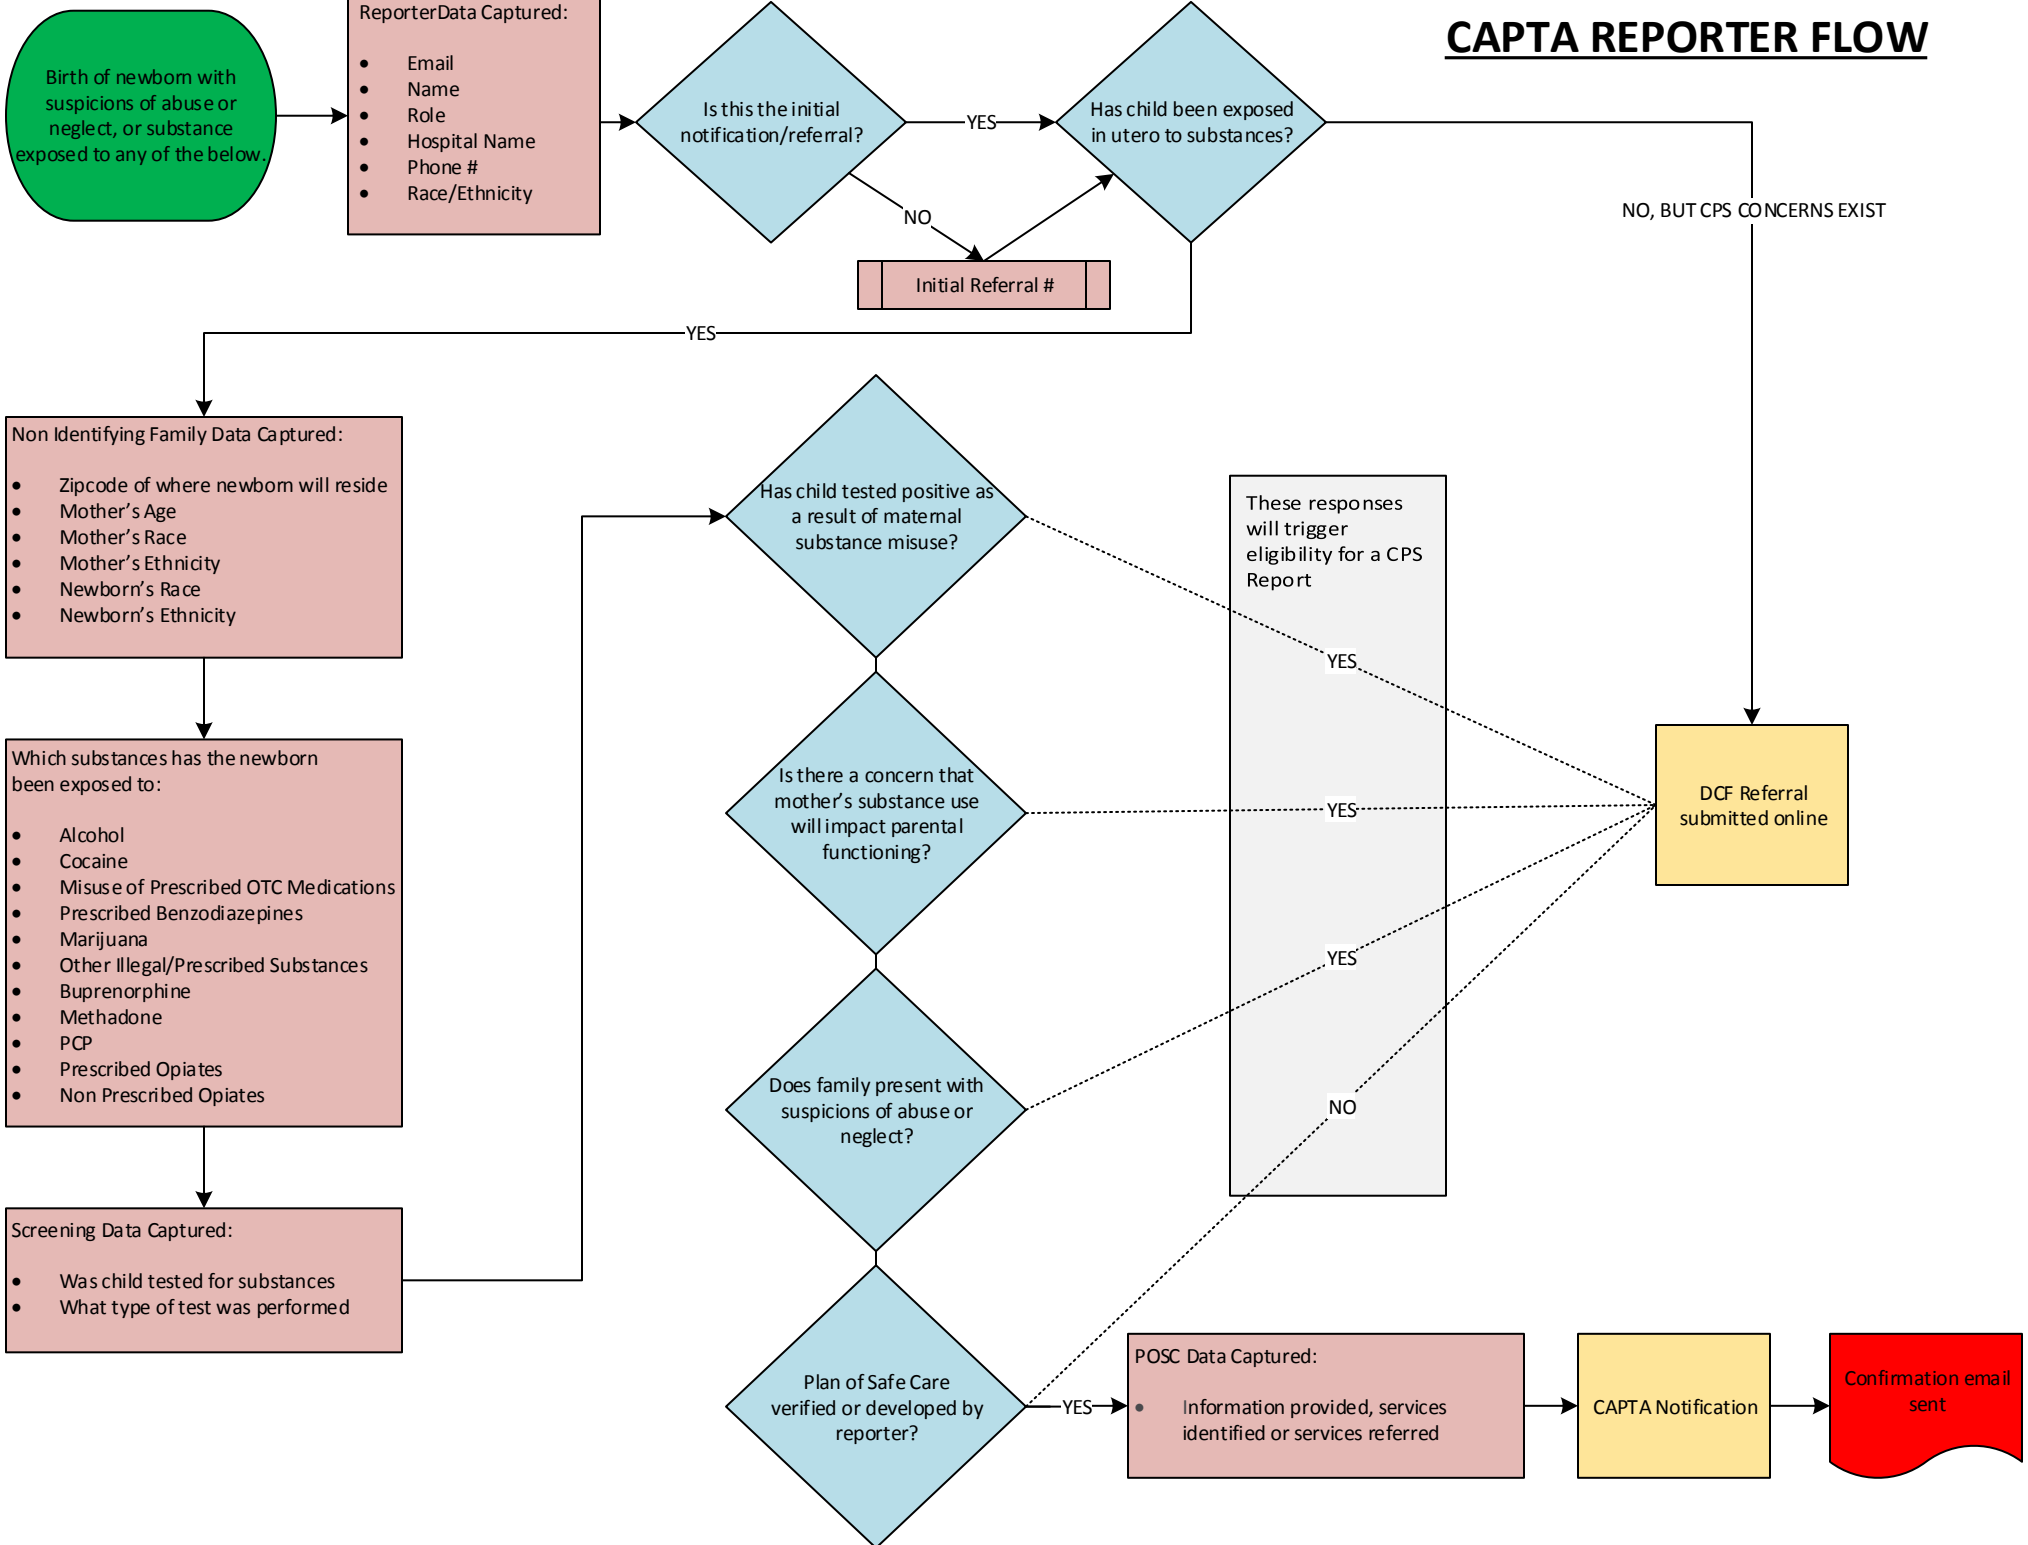 CAPTA REPORTER FLOW
Birth of newborn with
suspicions of abuse or
neglect, or substance
exposed to any of the below.
ReporterData Captured:
• Email
• Name
• Role
• Hospital Name
• Phone #
• Race/Ethnicity
Is this the initial
notification/referral?
YES
NO
Initial Referral #
Has child been exposed
in utero to substances?
NO, BUT CPS CONCERNS EXIST
YES
Non Identifying Family Data Captured:
• Zipcode of where newborn will reside
• Mother’s Age
• Mother’s Race
• Mother’s Ethnicity
• Newborn’s Race
• Newborn’s Ethnicity
Which substances has the newborn
been exposed to:
• Alcohol
• Cocaine
• Misuse of Prescribed OTC Medications
• Prescribed Benzodiazepines
• Marijuana
• Other Illegal/Prescribed Substances
• Buprenorphine
• Methadone
• PCP
• Prescribed Opiates
• Non Prescribed Opiates
Screening Data Captured:
• Was child tested for substances
• What type of test was performed
Has child tested positive as
a result of maternal
substance misuse?
YES
Is there a concern that
mother’s substance use
will impact parental
functioning?
YES
Does family present with
suspicions of abuse or
neglect?
YES
Plan of Safe Care
verified or developed by
reporter?
NO
YES
These responses
will trigger
eligibility for a CPS
Report
DCF Referral
submitted online
POSC Data Captured:
• Information provided, services
identified or services referred
CAPTA Notification
Confirmation email
sent